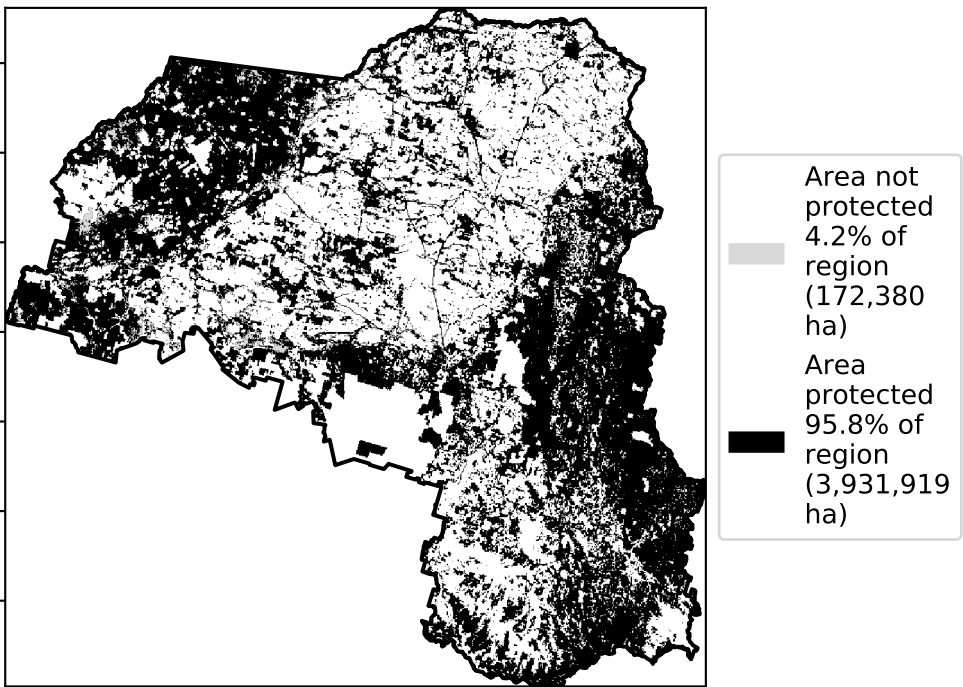 Area not
protected
4.2% of
region
(172,380
ha)
Area
protected
95.8% of
region
(3,931,919
ha)